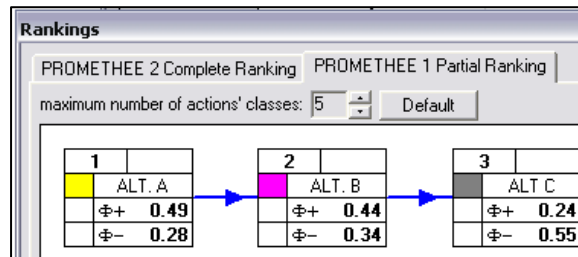 Rankings
PROMETHEE 2 Complete Ranking PROMETHEE 1 Partial Ranking
maximum number of actions' classes: 5 Default
1 2 3
ALT. A ALT. B ALT C
Φ+ 0.49 Φ+ 0.44 Φ+ 0.24
Φ− 0.28 Φ− 0.34 Φ− 0.55